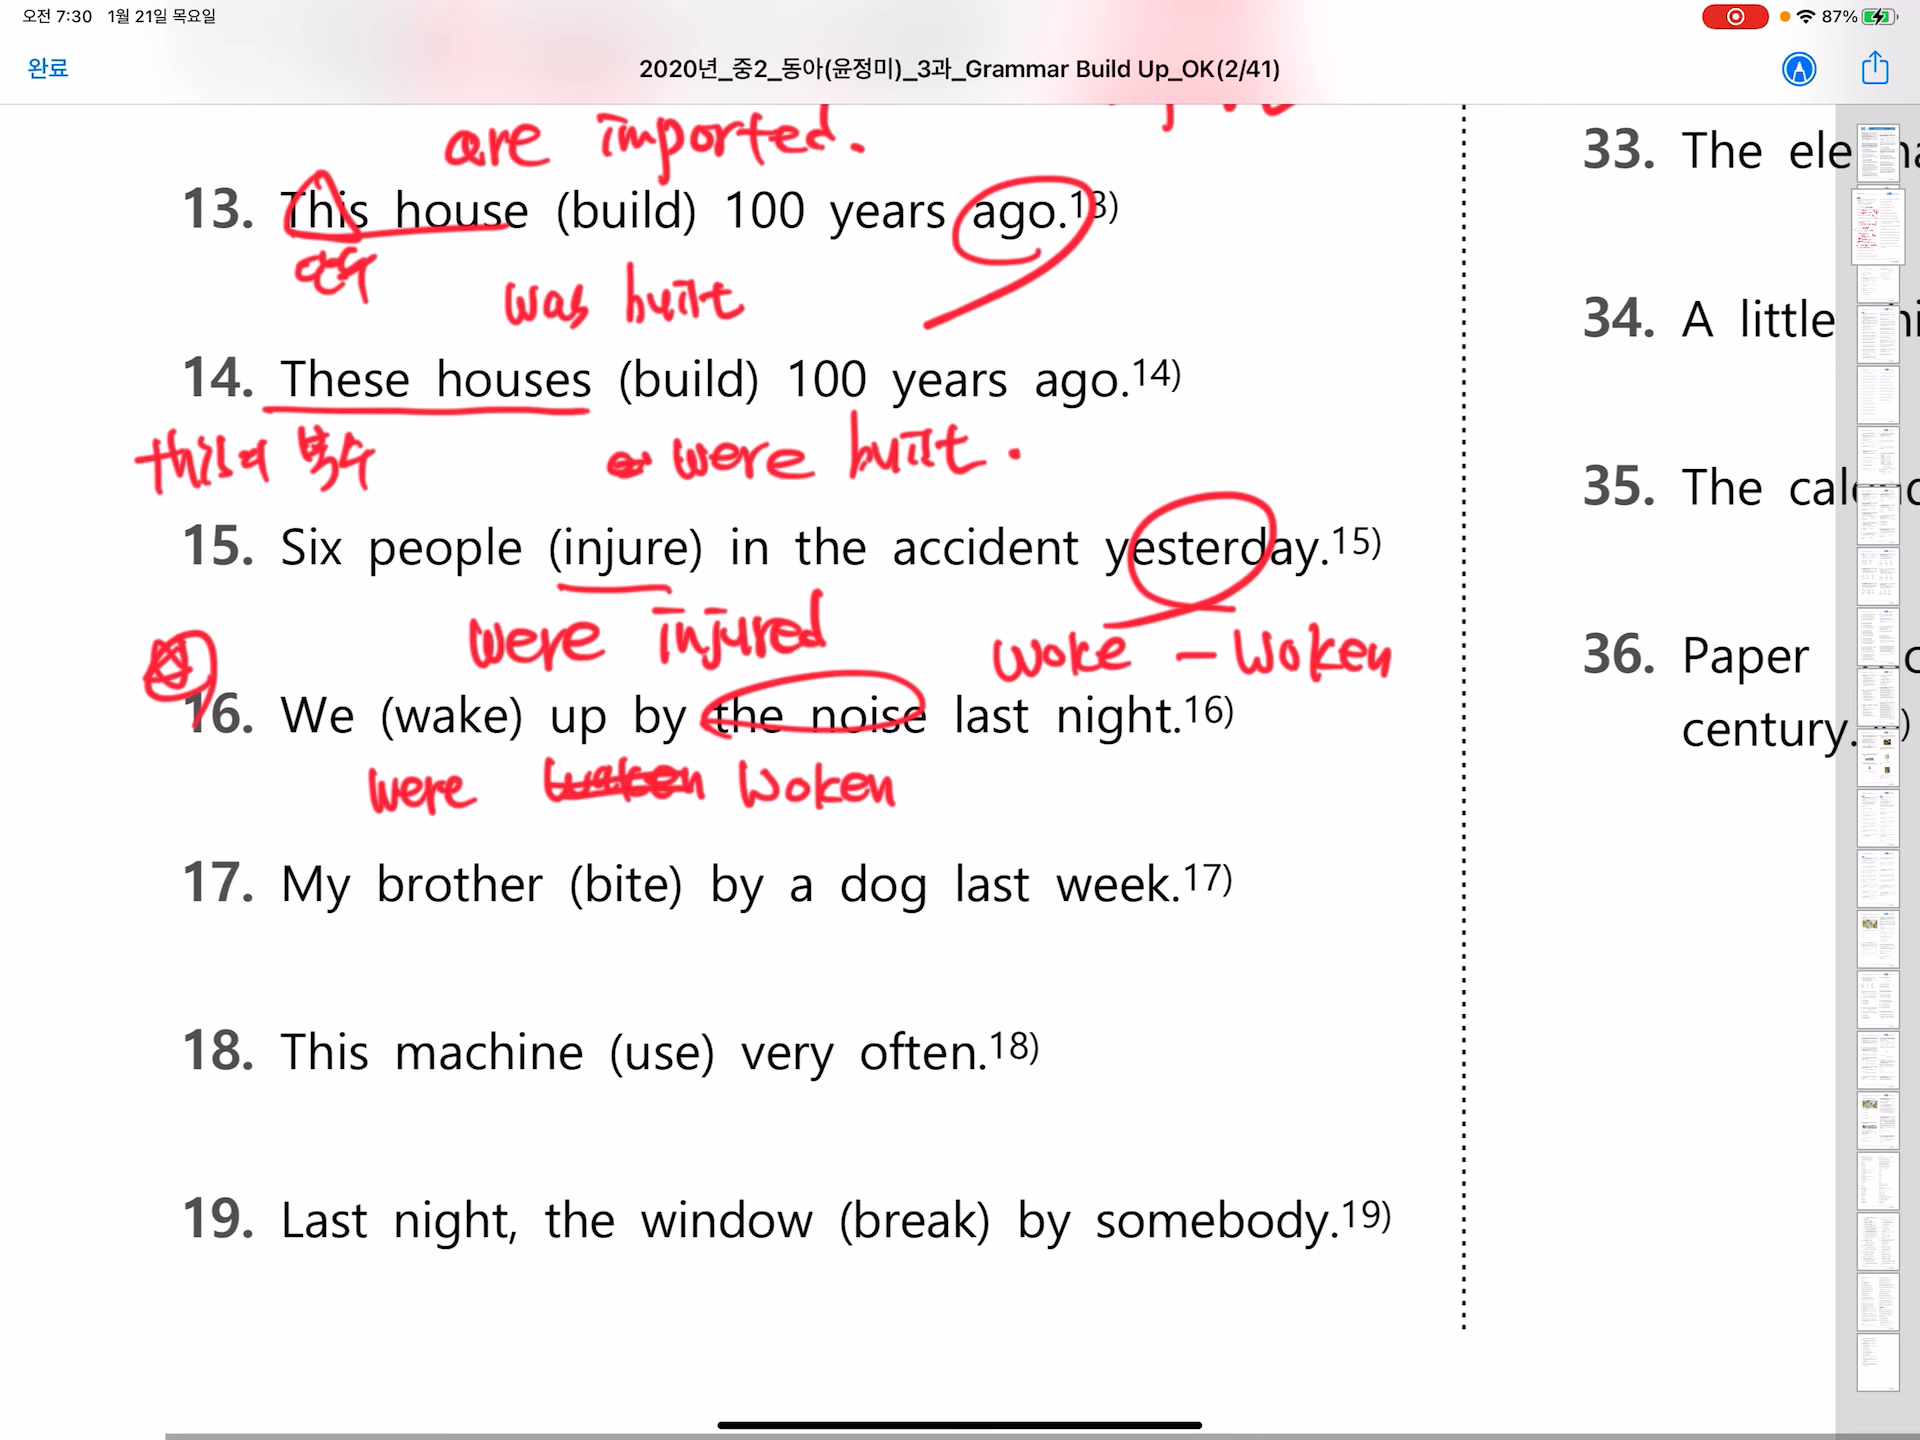 오전 7:30 1월 21일 목요일
87%
완료
2020년_중2_동아(윤정미)_3과_Grammar Build Up_OK(2/41)
are imported.
13. This house (build) 100 years ago.13)
단수
was built
14. These houses (build) 100 years ago.14)
this의 복수
were built.
15. Six people (injure) in the accident yesterday.15)
were injured
woke - woken
16. We (wake) up by the noise last night.16)
were woken
17. My brother (bite) by a dog last week.17)
18. This machine (use) very often.18)
19. Last night, the window (break) by somebody.19)
33. The ele
34. A little
35. The cal
36. Paper
century.